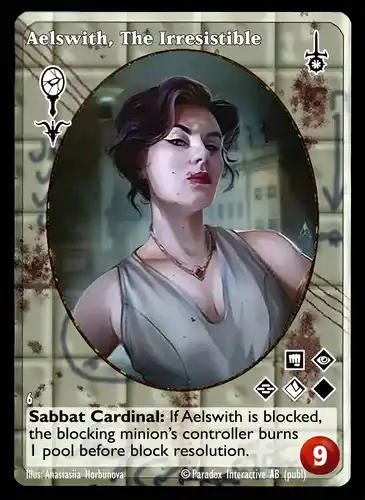 Aelswith, The Irresistible
6
Sabbat Cardinal: If Aelswith is blocked,
the blocking minion's controller burns
1 pool before block resolution.
9
Illus: Anastasiia Horbunova
© Paradox Interactive AB (publ)